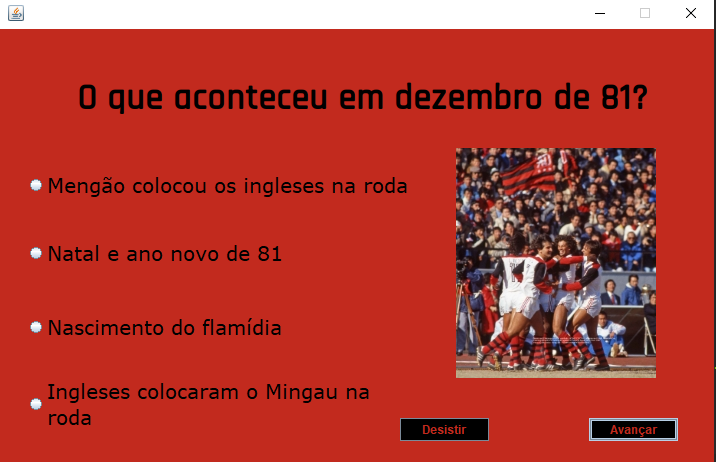 O que aconteceu em dezembro de 81?
Mengão colocou os ingleses na roda
Natal e ano novo de 81
Nascimento do flamídia
Ingleses colocaram o Mingau na
roda
Desistir
Avançar